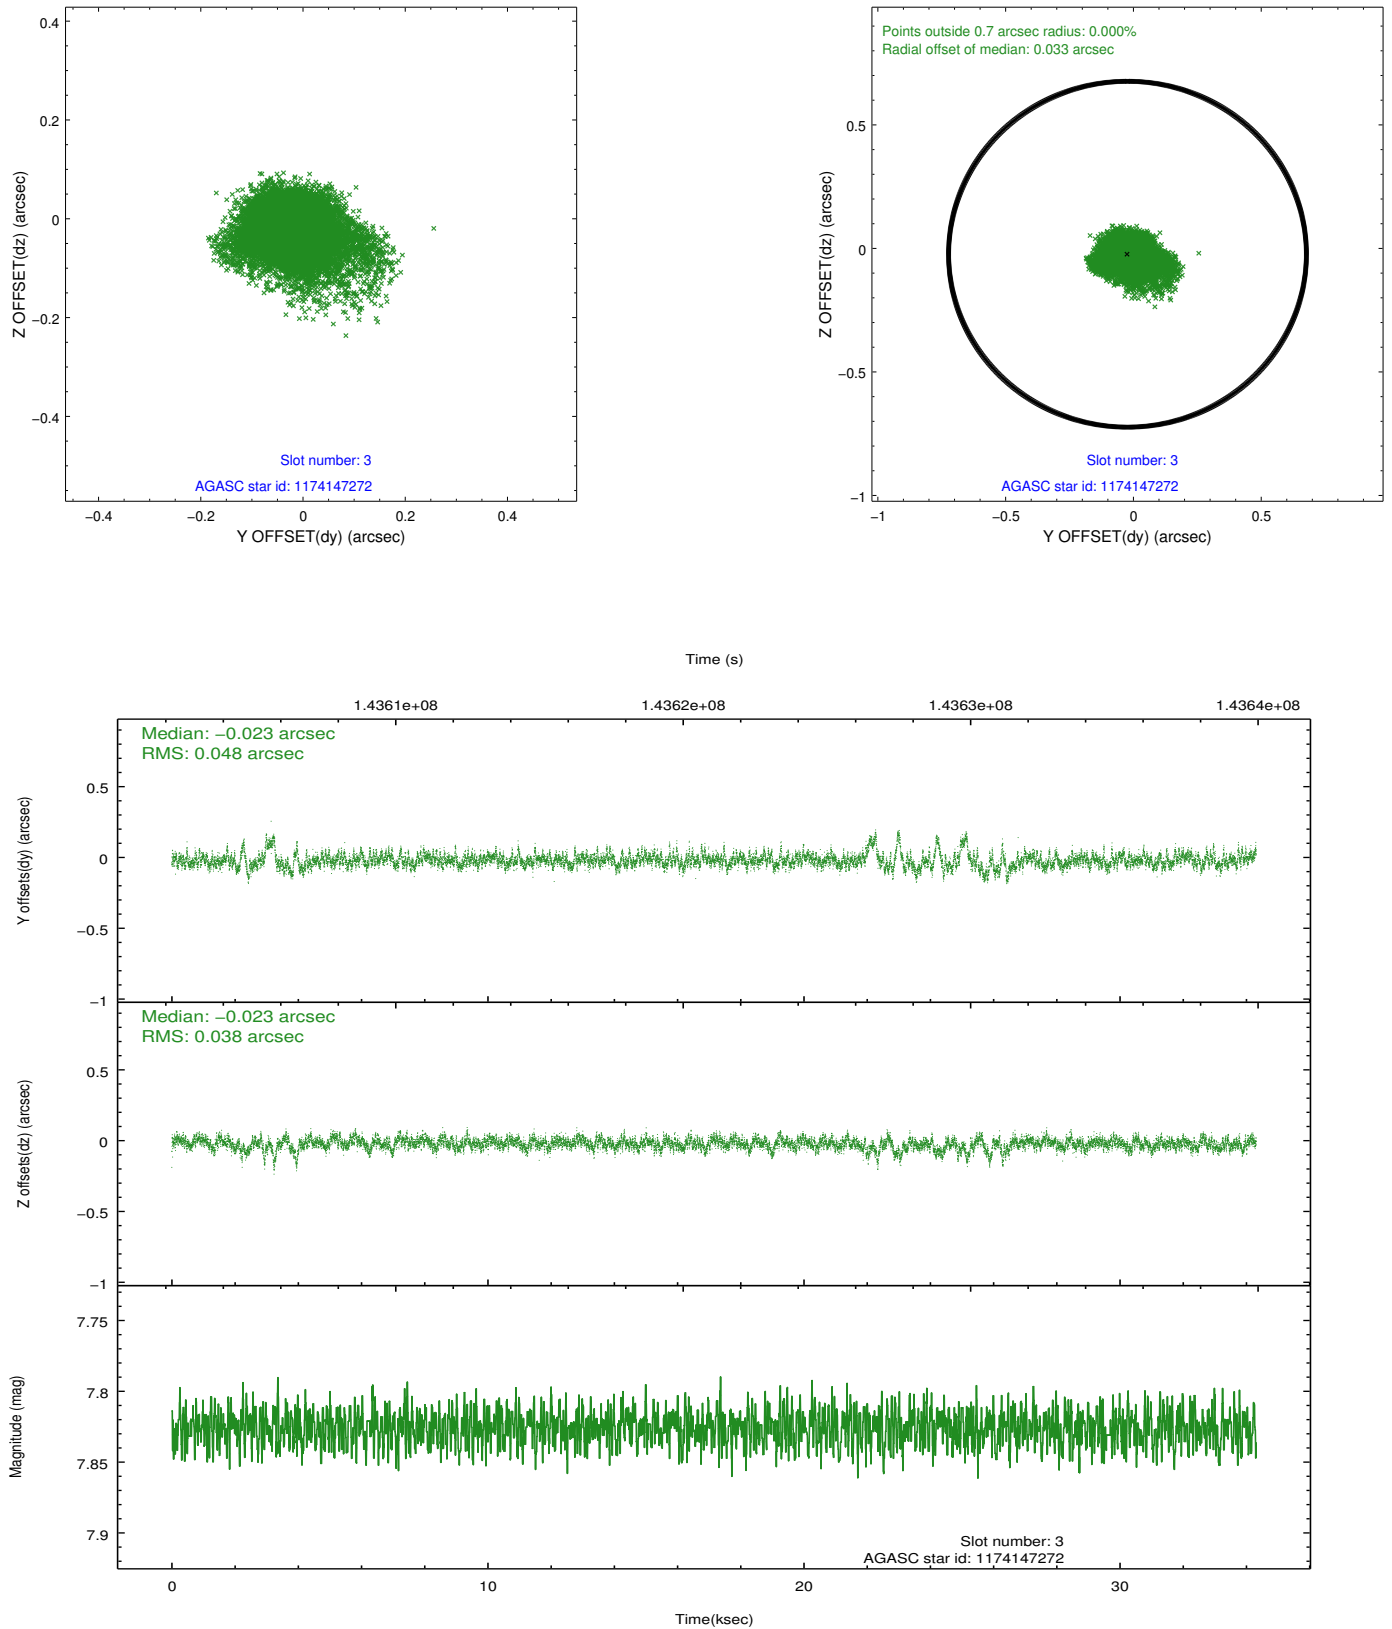 0.4
0.2
0
−0.2
−0.4
Z OFFSET(dz) (arcsec)
Slot number: 3
AGASC star id: 1174147272
−0.4 −0.2 0 0.2 0.4
Y OFFSET(dy) (arcsec)
Points outside 0.7 arcsec radius: 0.000%
Radial offset of median: 0.033 arcsec
0.5
0
−0.5
−1
Z OFFSET(dz) (arcsec)
Slot number: 3
AGASC star id: 1174147272
−1 −0.5 0 0.5
Y OFFSET(dy) (arcsec)
Time (s)
1.4361e+08 1.4362e+08 1.4363e+08 1.4364e+08
Median: −0.023 arcsec
RMS: 0.048 arcsec
0.5
0
−0.5
−1
Y offsets(dy) (arcsec)
Median: −0.023 arcsec
RMS: 0.038 arcsec
0.5
0
−0.5
−1
Z offsets(dz) (arcsec)
7.75
7.8
7.85
7.9
Magnitude (mag)
Slot number: 3
AGASC star id: 1174147272
0 10 20 30
Time(ksec)